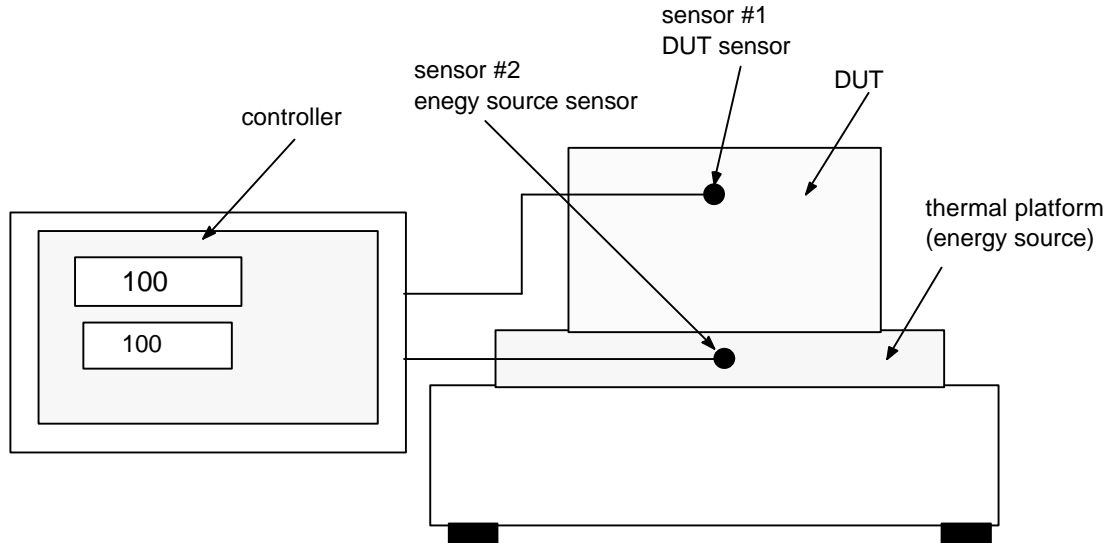 sensor #1
DUT sensor
sensor #2
enegy source sensor
DUT
controller
thermal platform
(energy source)
100
100